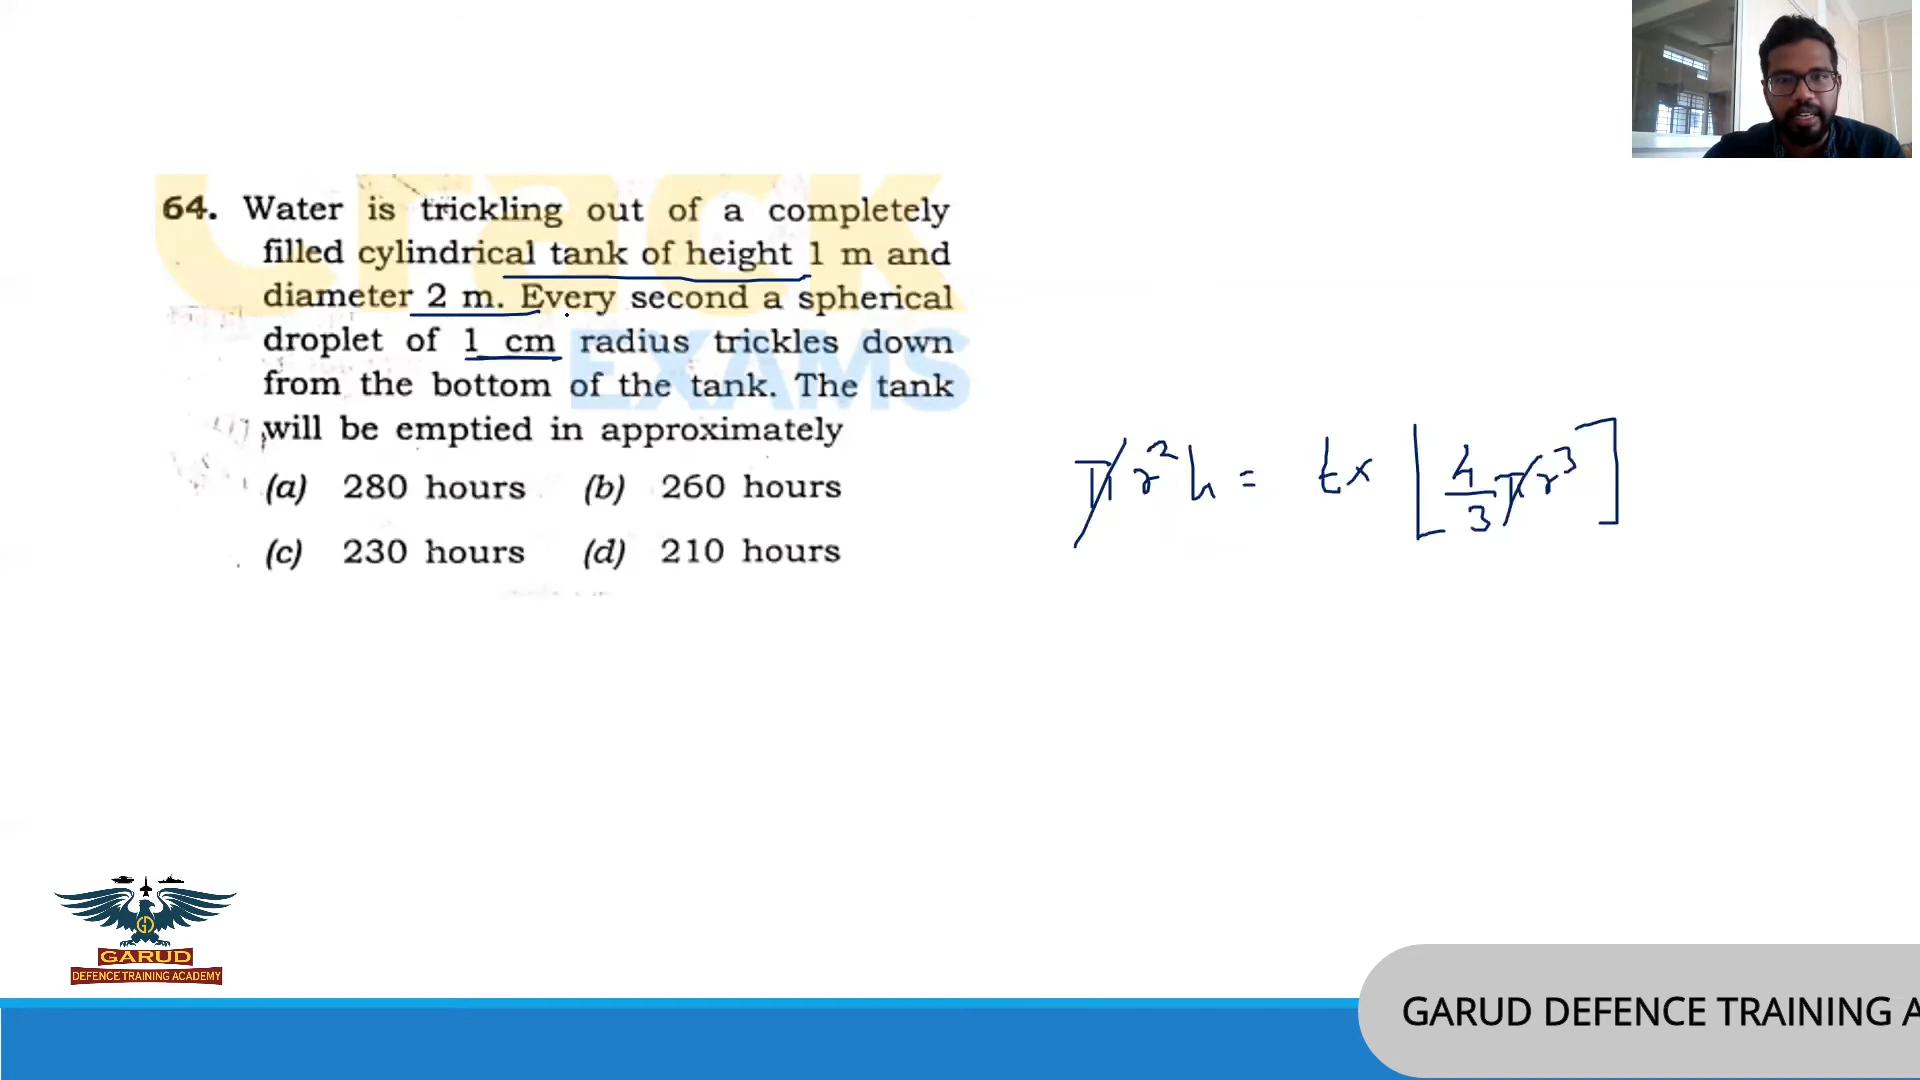 64. Water is trickling out of a completely
filled cylindrical tank of height 1 m and
diameter 2 m. Every second a spherical
droplet of 1 cm radius trickles down
from the bottom of the tank. The tank
will be emptied in approximately
(a) 280 hours (b) 260 hours
(c) 230 hours (d) 210 hours
Crack
EXAMS
πr²h = t× [4/3 πr³]
GD
GARUD
DEFENCE TRAINING ACADEMY
GARUD DEFENCE TRAINING A